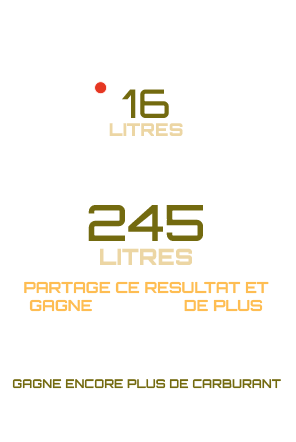 16
LITRES
245
LITRES
PARTAGE CE RESULTAT ET
GAGNE DE PLUS
GAGNE ENCORE PLUS DE CARBURANT